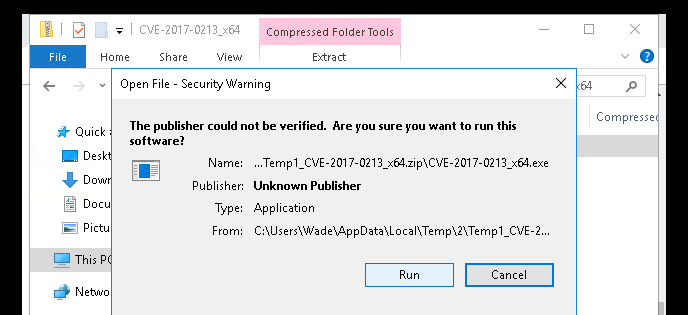 CVE-2017-0213_x64
Compressed Folder Tools
File
Home
Share
View
Extract
x64
Open File - Security Warning
Compressed
The publisher could not be verified. Are you sure you want to run this
software?
Name: ...Temp1_CVE-2017-0213_x64.zip\CVE-2017-0213_x64.exe
Publisher: Unknown Publisher
Type: Application
From: C:\Users\Wade\AppData\Local\Temp\2\Temp1_CVE-2...
Run
Cancel
Quick a
Deskt
Down
Docu
Pictu
This PC
Netwo